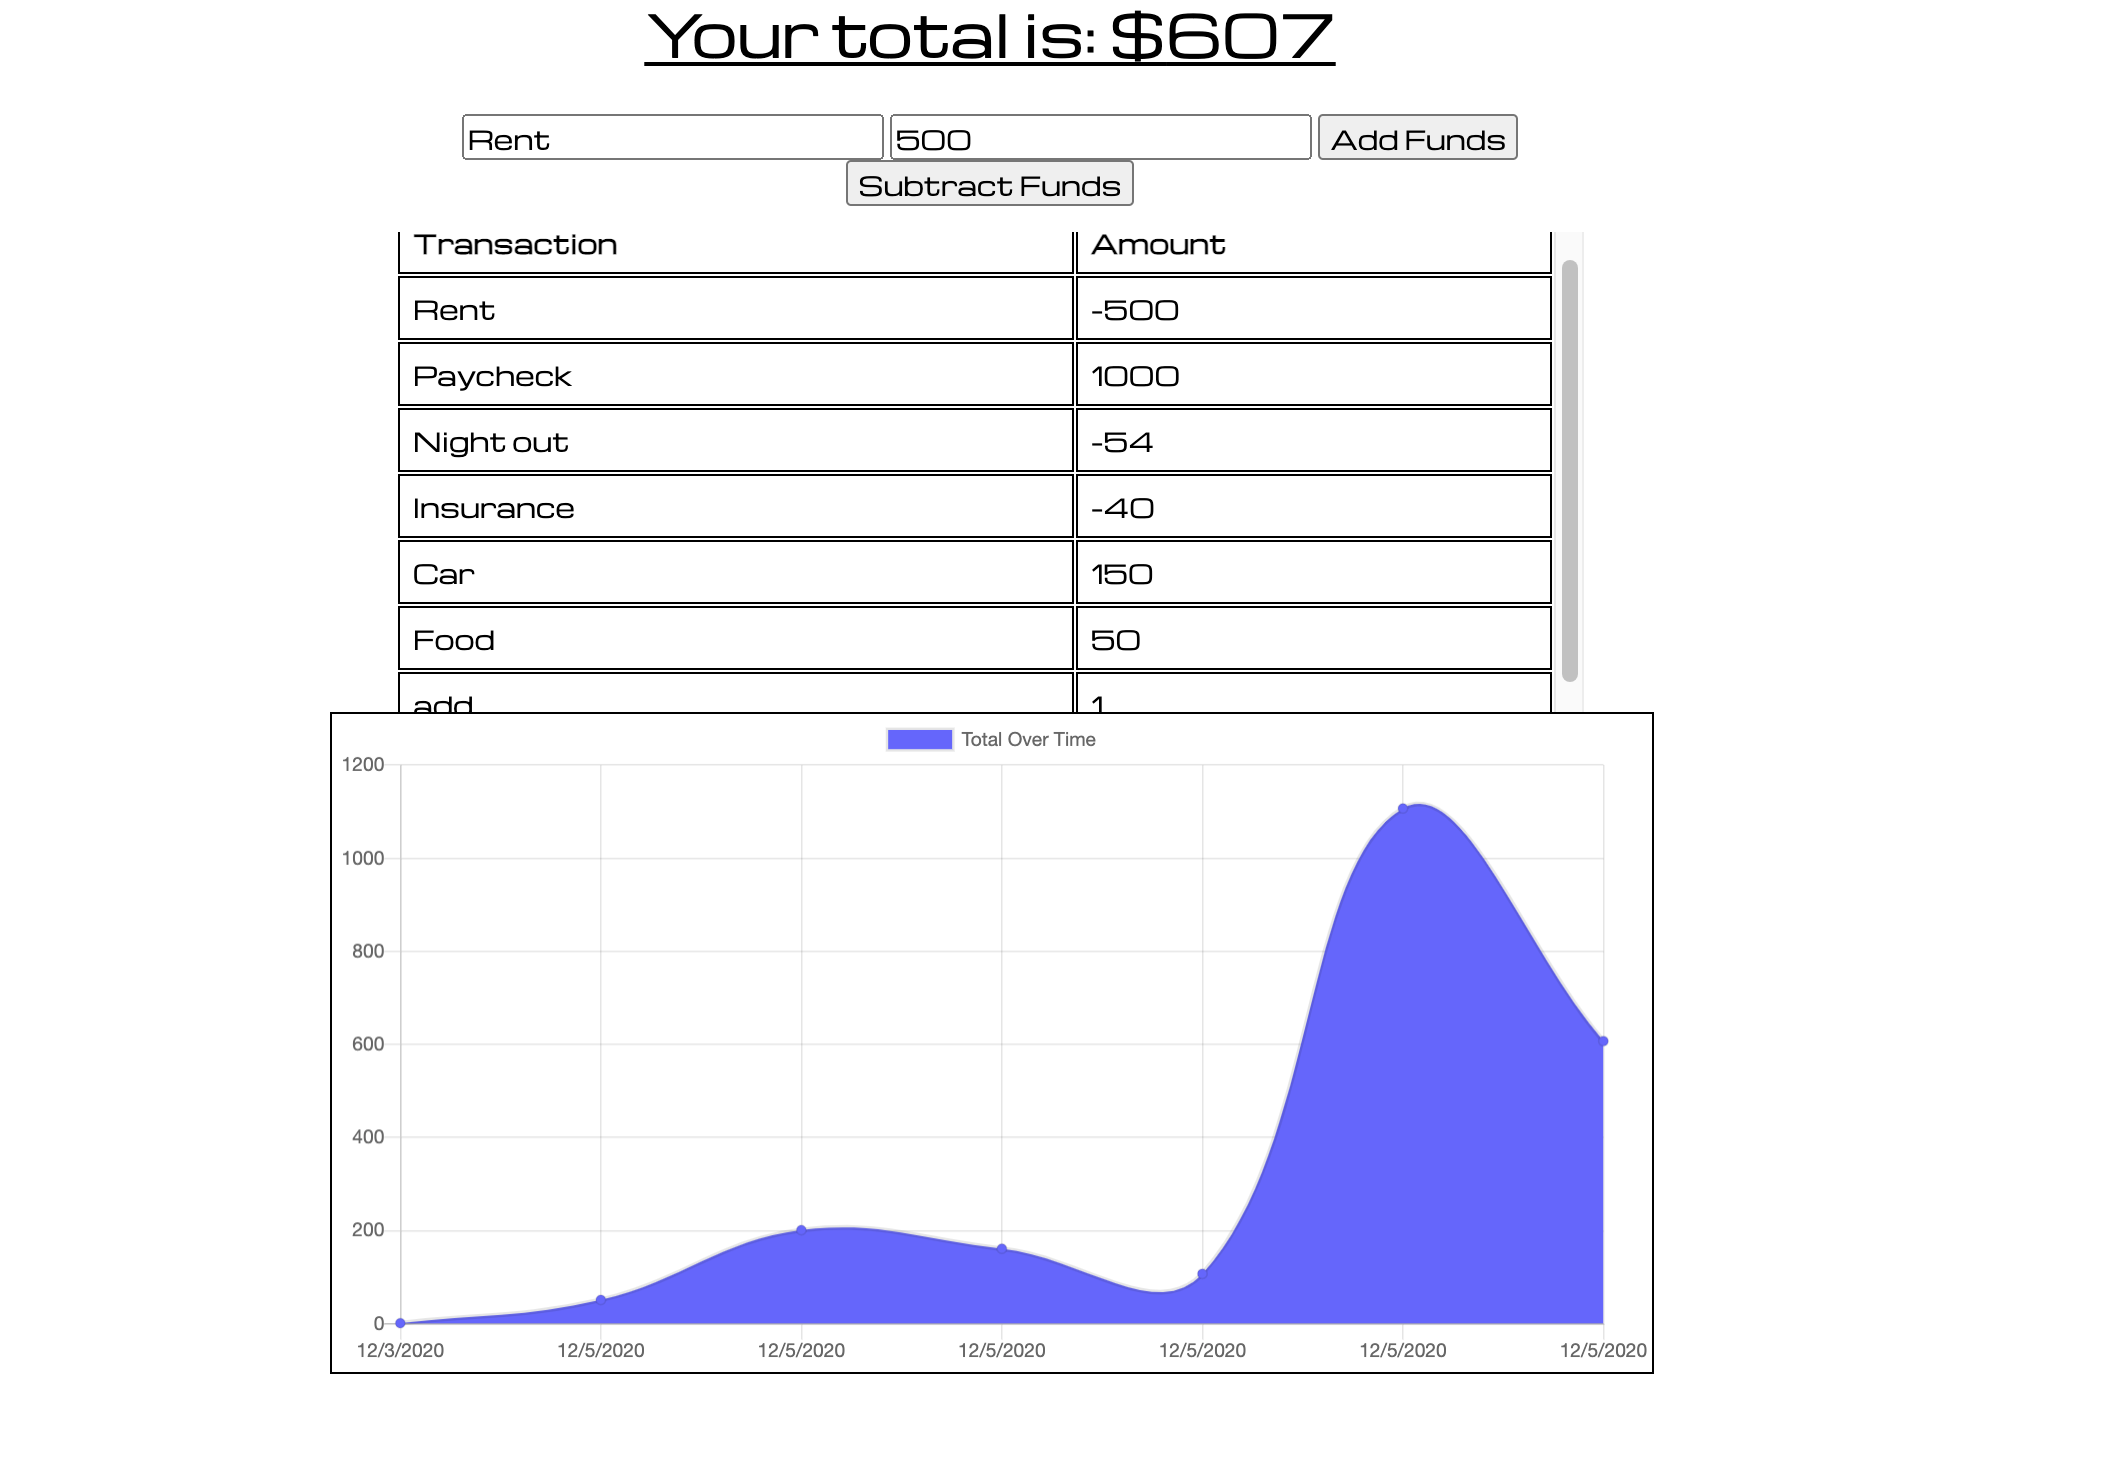 Your total is: $607
Rent 500 Add Funds
Subtract Funds
Transaction Amount
Rent -500
Paycheck 1000
Night out -54
Insurance -40
Car 150
Food 50
add 1
Total Over Time
1200
1000
800
600
400
200
0
12/3/2020 12/5/2020 12/5/2020 12/5/2020 12/5/2020 12/5/2020 12/5/2020